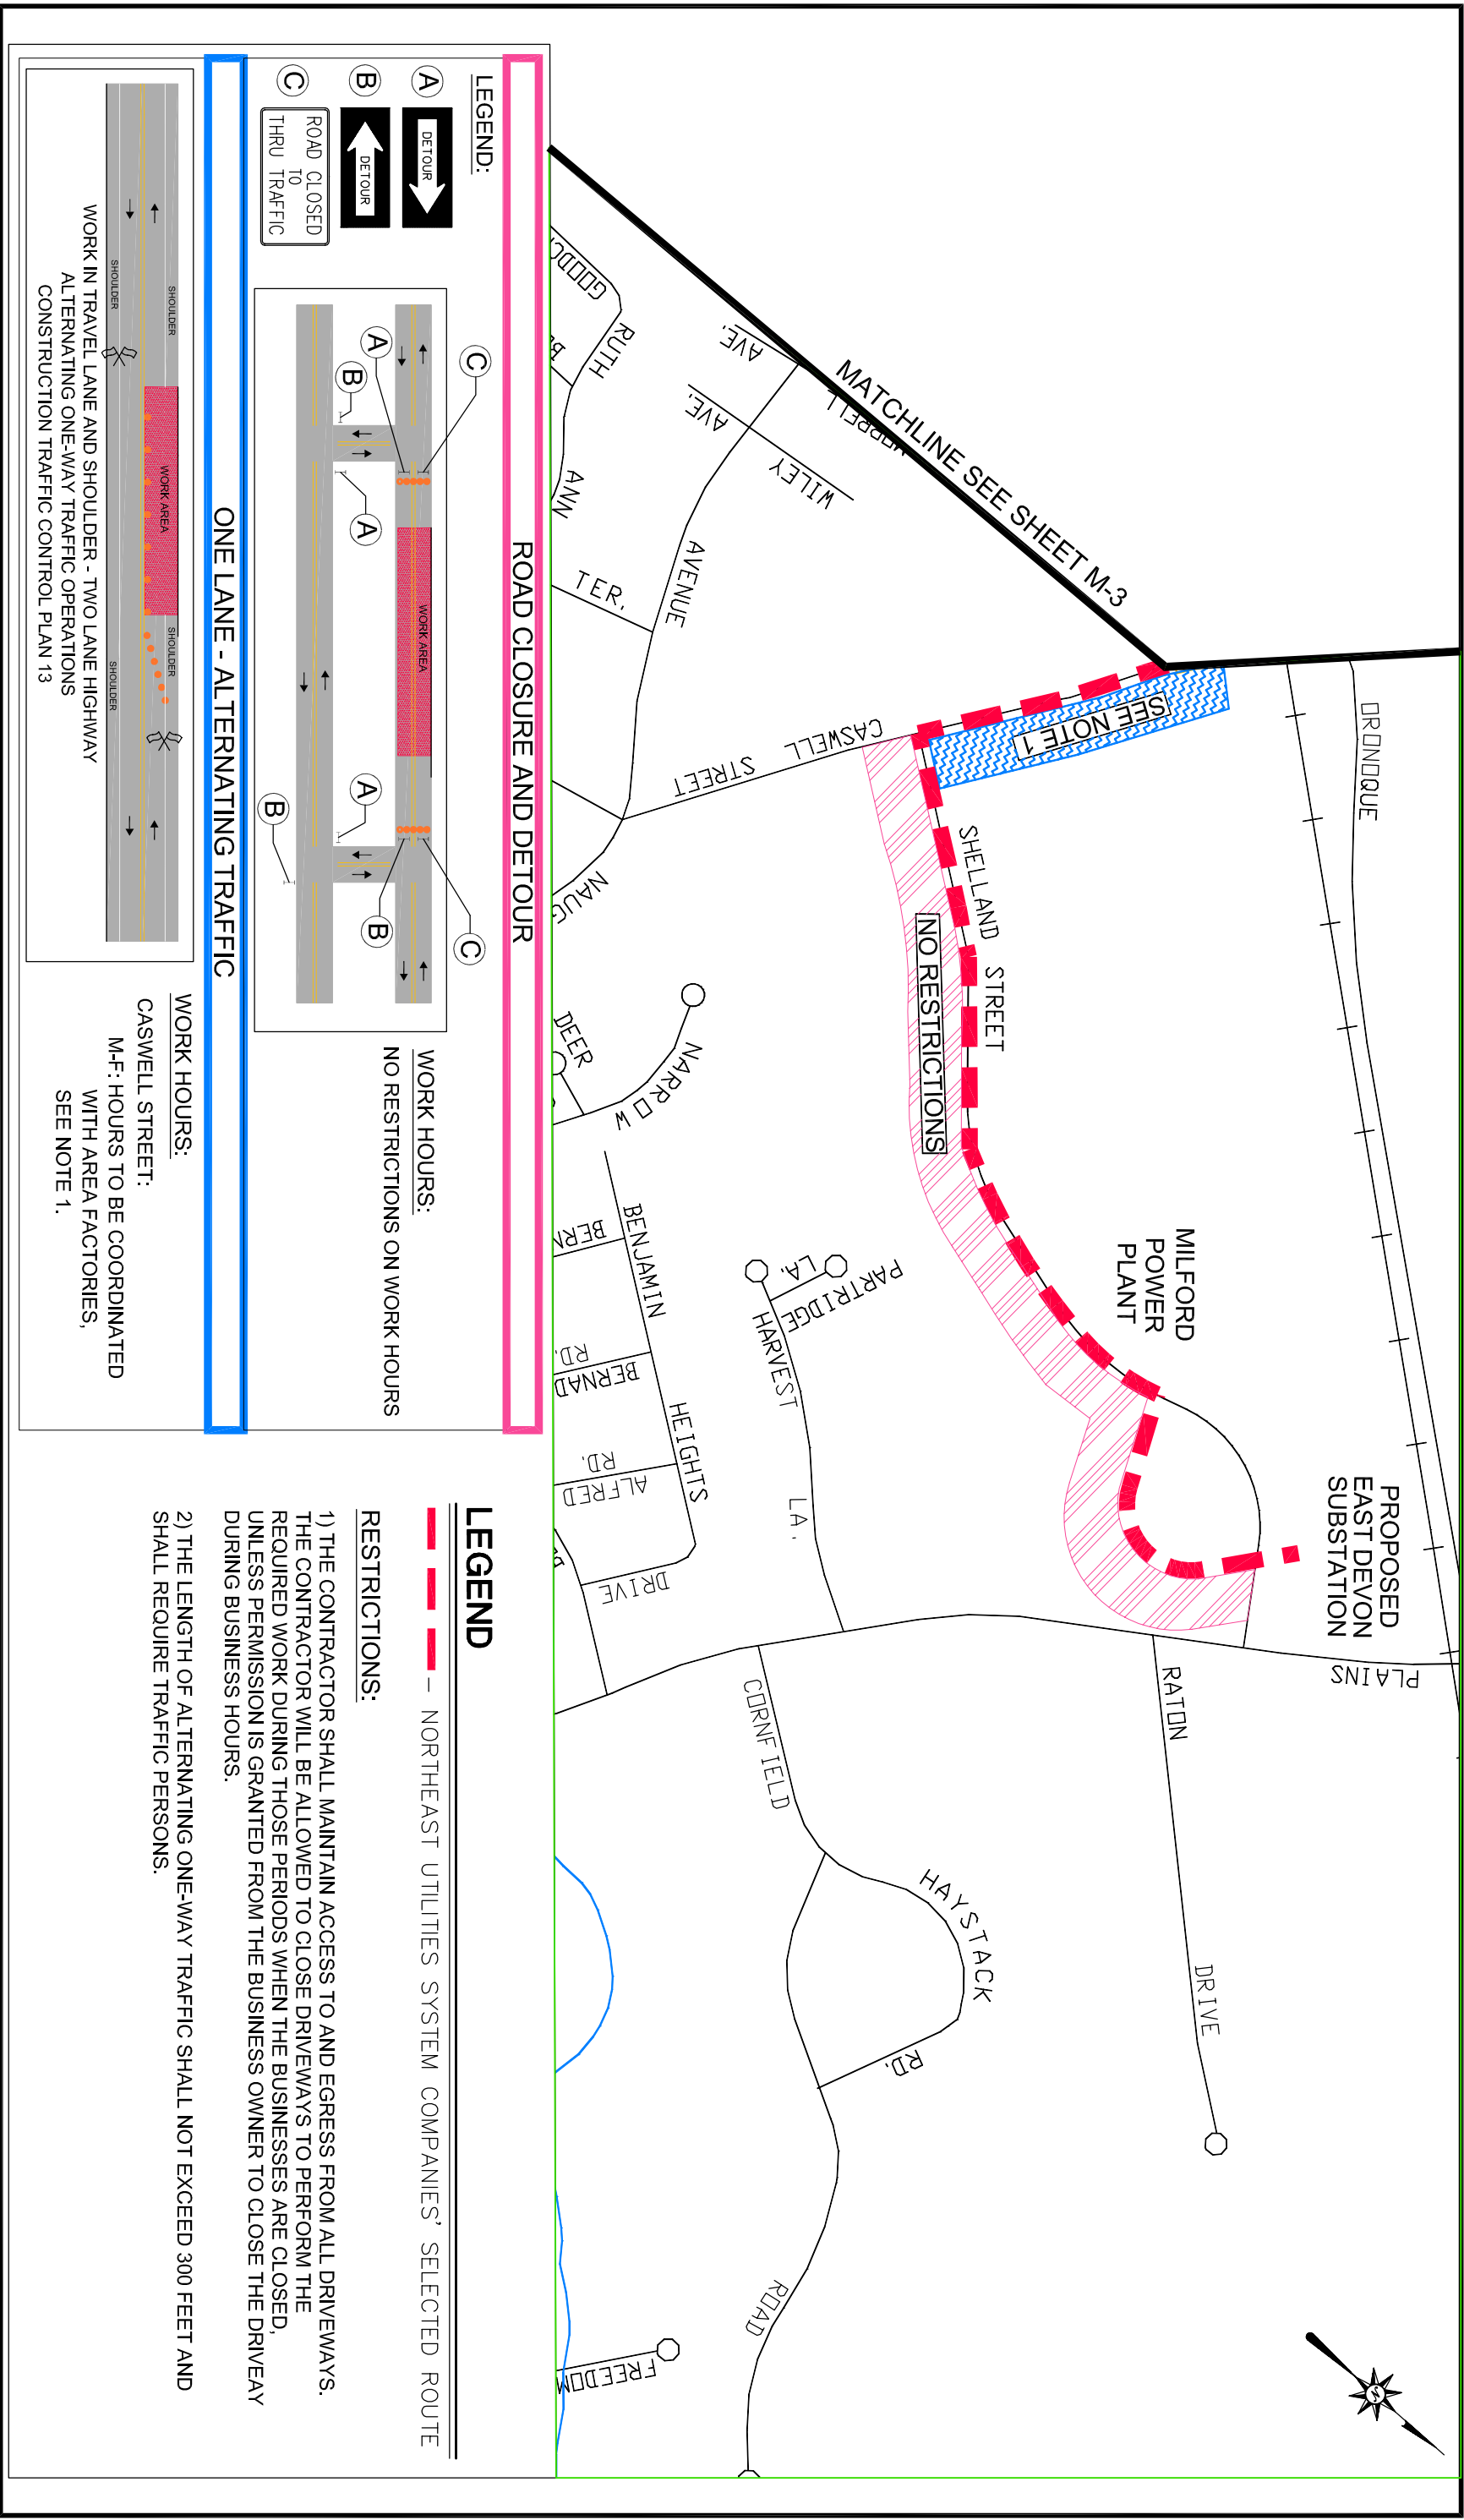 MATCHLINE SEE SHEET M-3
ORONOQUE
PLAINS
PROPOSED
EAST DEVON
SUBSTATION
MILFORD
POWER
PLANT
SEE NOTE 1
SHELLAND
STREET
NO RESTRICTIONS
CASWELL
STREET
RATON
DRIVE
AVE.
WILEY
AVE.
AVENUE
RUTH
ANN
TER.
NARROW
DEER
PARTRIDGE
LA.
HARVEST
LA.
BENJAMIN
HEIGHTS
DRIVE
BERNAD
RD.
ALFRED
RD.
CORNFIELD
ROAD
HAYSTACK
RD.
FREEDOM
ROAD CLOSURE AND DETOUR
LEGEND:
A
DETOUR
B
DETOUR
C
ROAD CLOSED
TO
THRU TRAFFIC
C
A
B
A
WORK AREA
A
B
B
C
WORK HOURS:
NO RESTRICTIONS ON WORK HOURS
ONE LANE - ALTERNATING TRAFFIC
SHOULDER
SHOULDER
WORK AREA
SHOULDER
SHOULDER
WORK IN TRAVEL LANE AND SHOULDER - TWO LANE HIGHWAY
ALTERNATING ONE-WAY TRAFFIC OPERATIONS
CONSTRUCTION TRAFFIC CONTROL PLAN 13
WORK HOURS:
CASWELL STREET:
M-F: HOURS TO BE COORDINATED
WITH AREA FACTORIES,
SEE NOTE 1.
LEGEND
– NORTHEAST UTILITIES SYSTEM COMPANIES' SELECTED ROUTE
RESTRICTIONS:
1) THE CONTRACTOR SHALL MAINTAIN ACCESS TO AND EGRESS FROM ALL DRIVEWAYS.
THE CONTRACTOR WILL BE ALLOWED TO CLOSE DRIVEWAYS TO PERFORM THE
REQUIRED WORK DURING THOSE PERIODS WHEN THE BUSINESSES ARE CLOSED,
UNLESS PERMISSION IS GRANTED FROM THE BUSINESS OWNER TO CLOSE THE DRIVEAY
DURING BUSINESS HOURS.
2) THE LENGTH OF ALTERNATING ONE-WAY TRAFFIC SHALL NOT EXCEED 300 FEET AND
SHALL REQUIRE TRAFFIC PERSONS.